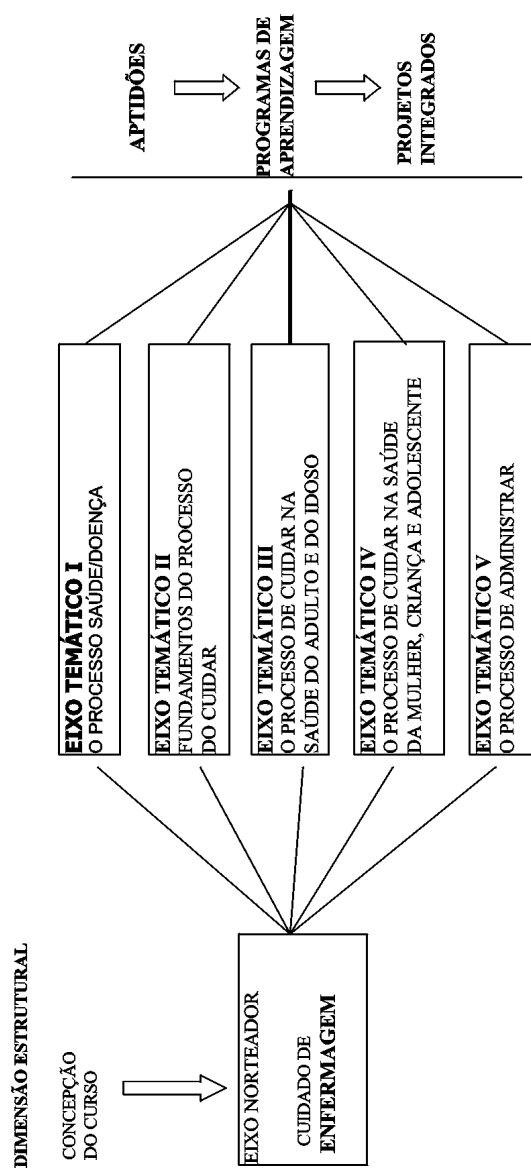 DIMENSÃO ESTRUTURAL
CONCEPÇÃO
DO CURSO
EIXO NORTEADOR
CUIDADO DE
ENFERMAGEM
EIXO TEMÁTICO I
O PROCESSO SAÚDE/DOENÇA
EIXO TEMÁTICO II
FUNDAMENTOS DO PROCESSO
DO CUIDAR
EIXO TEMÁTICO III
O PROCESSO DE CUIDAR NA
SAÚDE DO ADULTO E DO IDOSO
EIXO TEMÁTICO IV
O PROCESSO DE CUIDAR NA SAÚDE
DA MULHER, CRIANÇA E ADOLESCENTE
EIXO TEMÁTICO V
O PROCESSO DE ADMINISTRAR
APTIDÕES
PROGRAMAS DE
APRENDIZAGEM
PROJETOS
INTEGRADOS